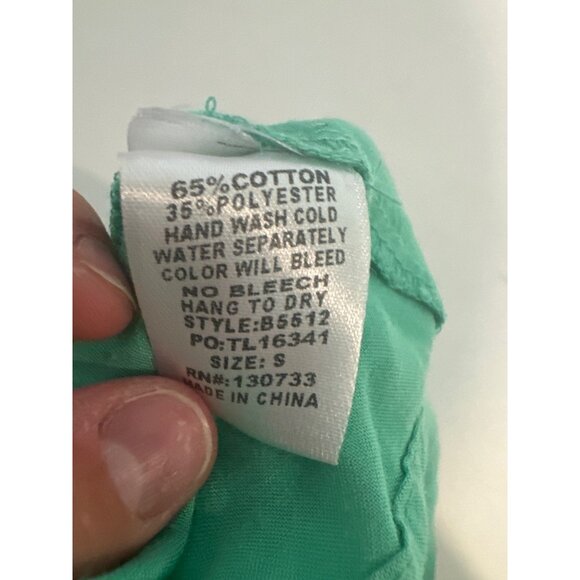 65%COTTON
35%POLYESTER
HAND WASH COLD
WATER SEPARATELY
COLOR WILL BLEED
NO BLEECH
HANG TO DRY
STYLE:B5512
PO:TL16341
SIZE: S
RN#:130733
MADE IN CHINA